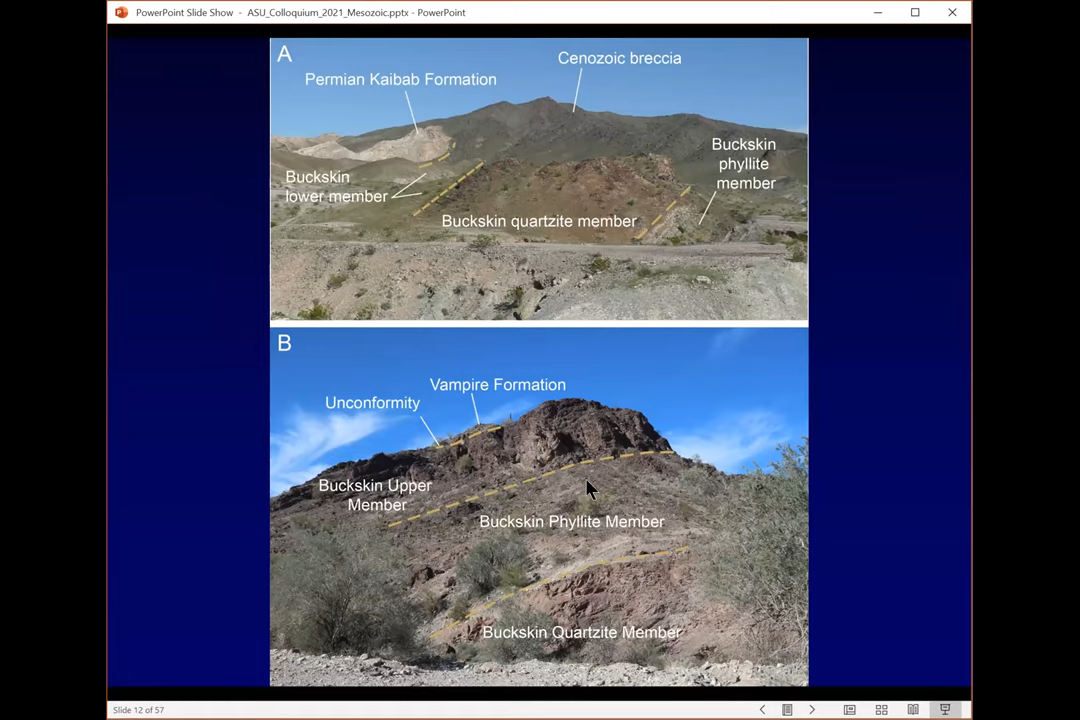 PowerPoint Slide Show - ASU_Colloquium_2021_Mesozoic.pptx - PowerPoint
A
Cenozoic breccia
Permian Kaibab Formation
Buckskin
phyllite
member
Buckskin
lower member
Buckskin quartzite member
B
Vampire Formation
Unconformity
Buckskin Upper
Member
Buckskin Phyllite Member
Buckskin Quartzite Member
Slide 12 of 57